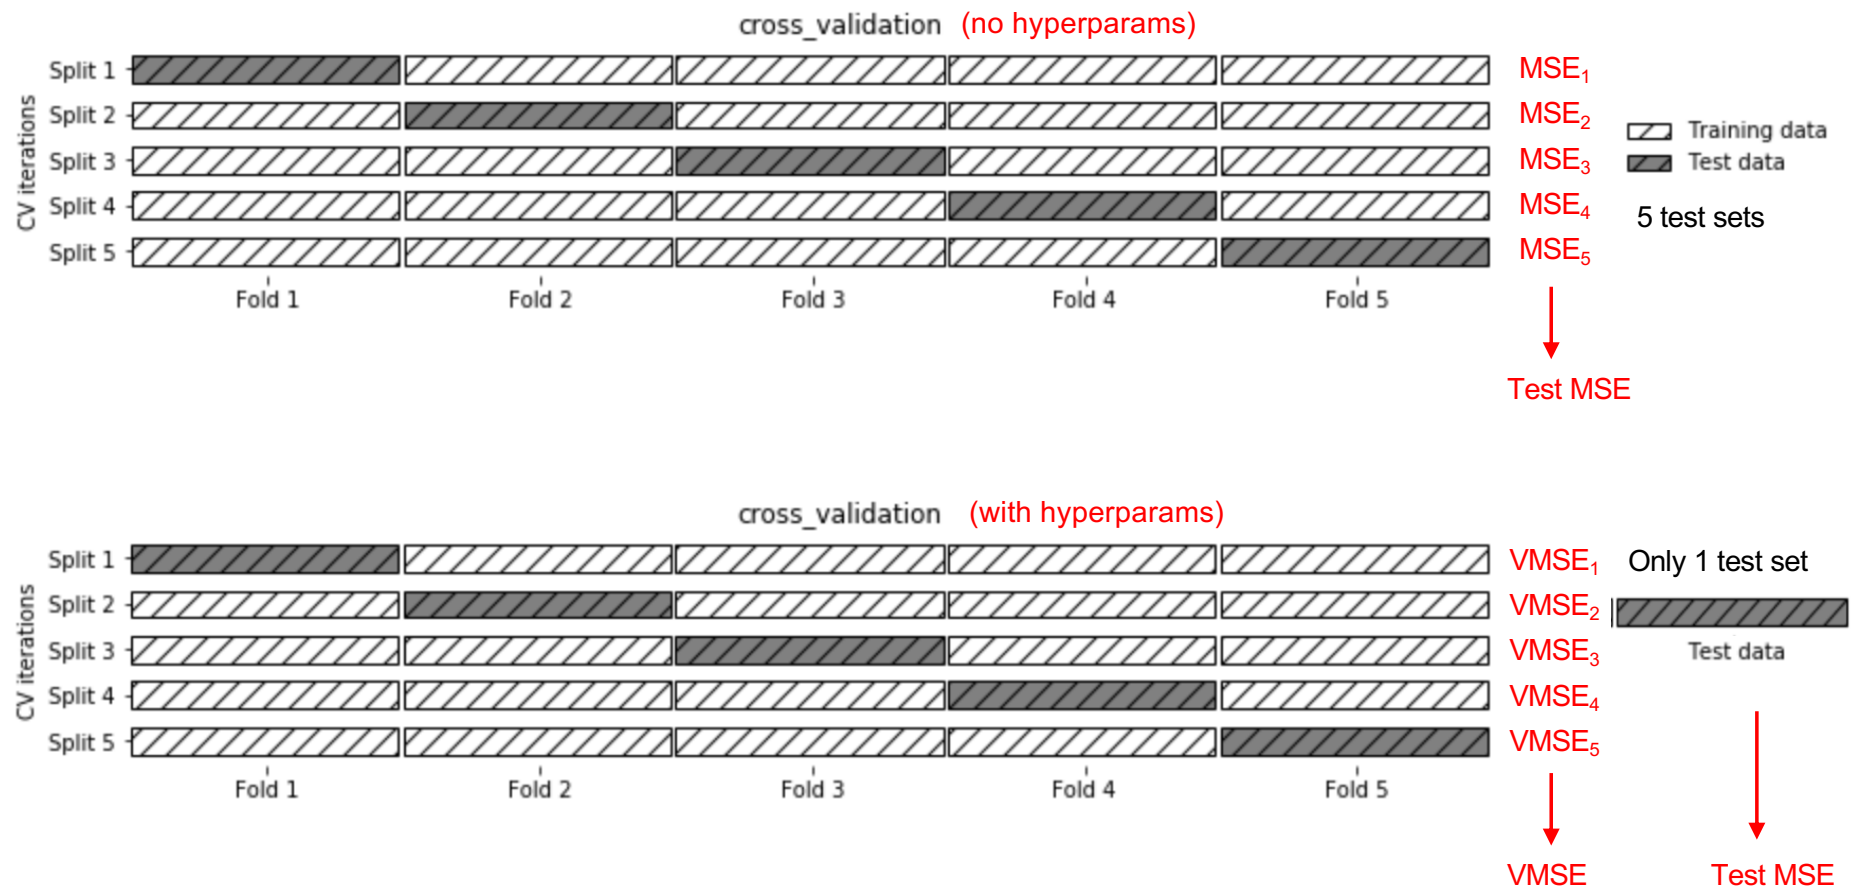 cross_validation (no hyperparams)
CV iterations
Split 1
Split 2
Split 3
Split 4
Split 5
Fold 1 Fold 2 Fold 3 Fold 4 Fold 5
MSE1
MSE2
MSE3
MSE4
MSE5
Training data
Test data
5 test sets
Test MSE
cross_validation (with hyperparams)
CV iterations
Split 1
Split 2
Split 3
Split 4
Split 5
Fold 1 Fold 2 Fold 3 Fold 4 Fold 5
VMSE1
VMSE2
VMSE3
VMSE4
VMSE5
Only 1 test set
Test data
VMSE
Test MSE